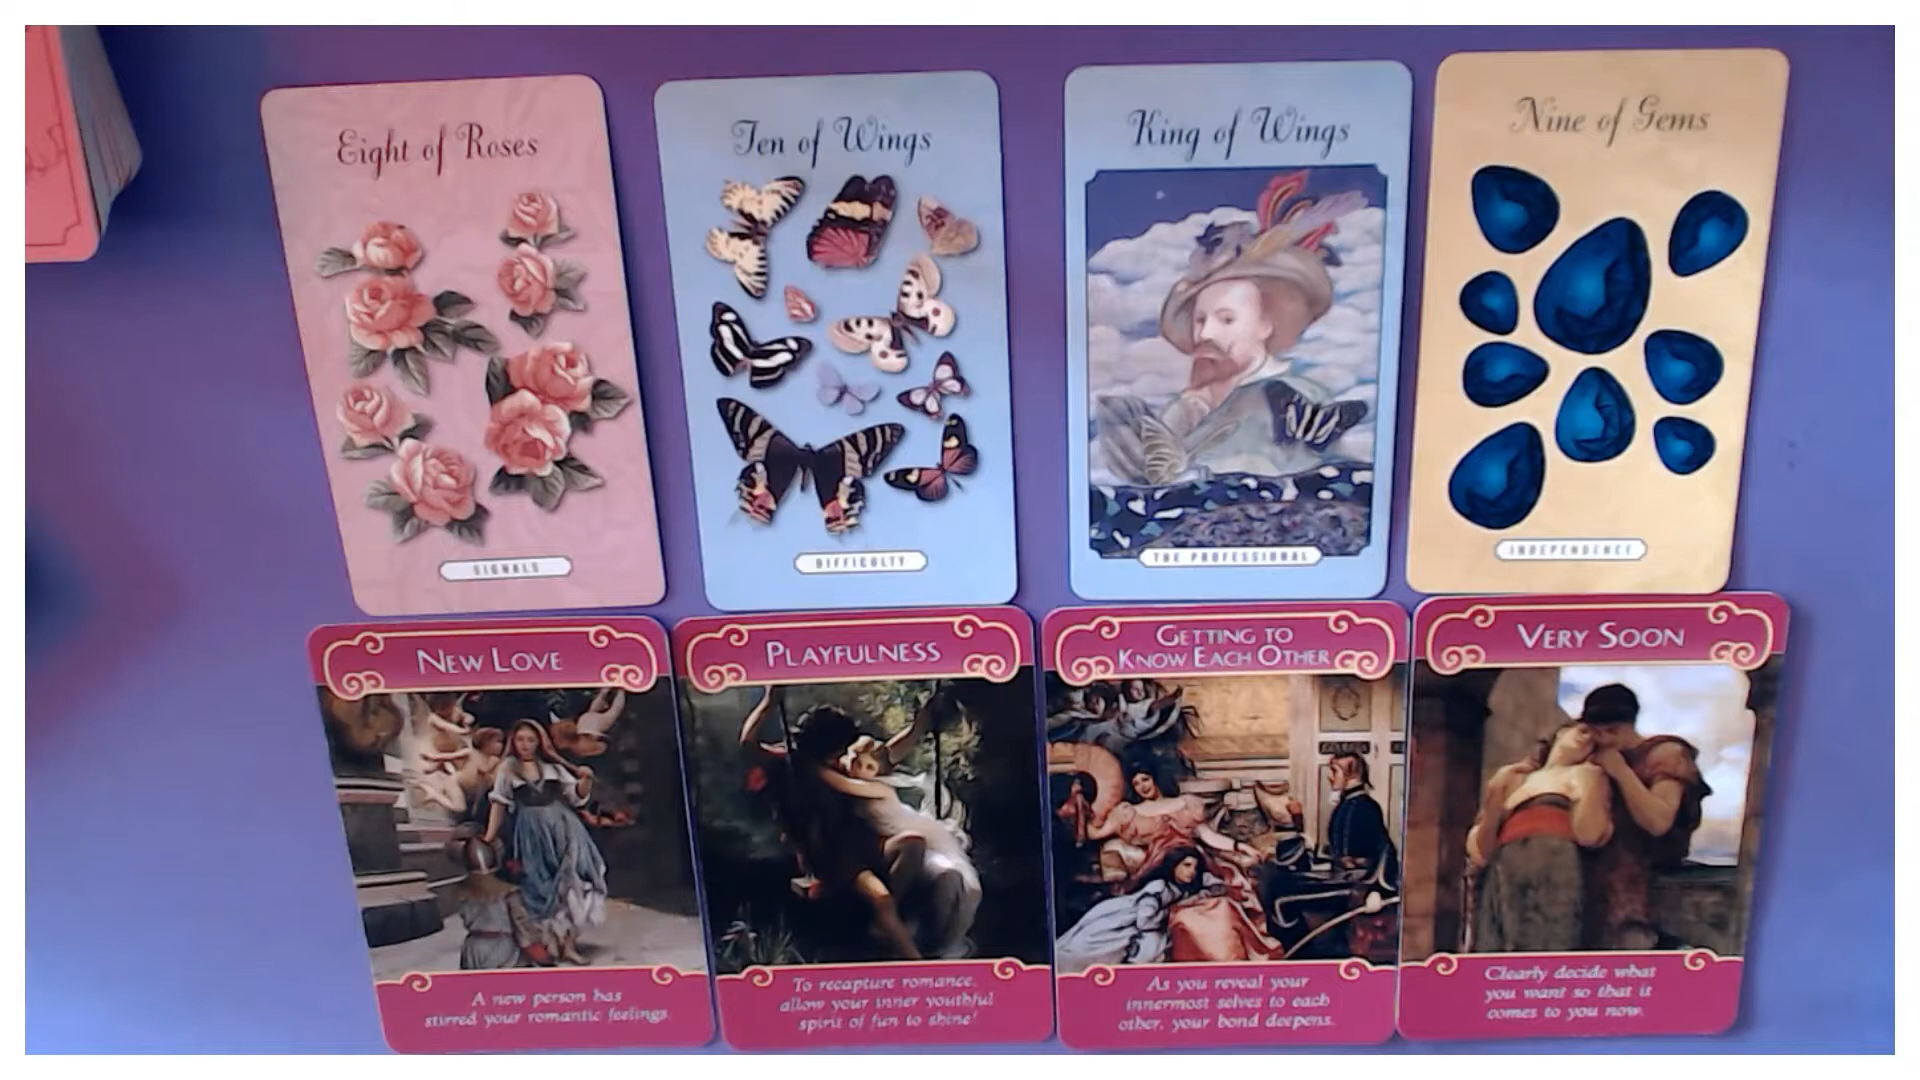 Eight of Roses
Ten of Wings
King of Wings
Nine of Gems
SIGNALS
DIFFICULTY
THE PROFESSIONAL
INDEPENDENCE
NEW LOVE
PLAYFULNESS
GETTING TO
KNOW EACH OTHER
VERY SOON
A new person has
stirred your romantic feelings.
To recapture romance,
allow your inner youthful
spirit of fun to shine!
As you reveal your
innermost selves to each
other, your bond deepens.
Clearly decide what
you want so that it
comes to you now.